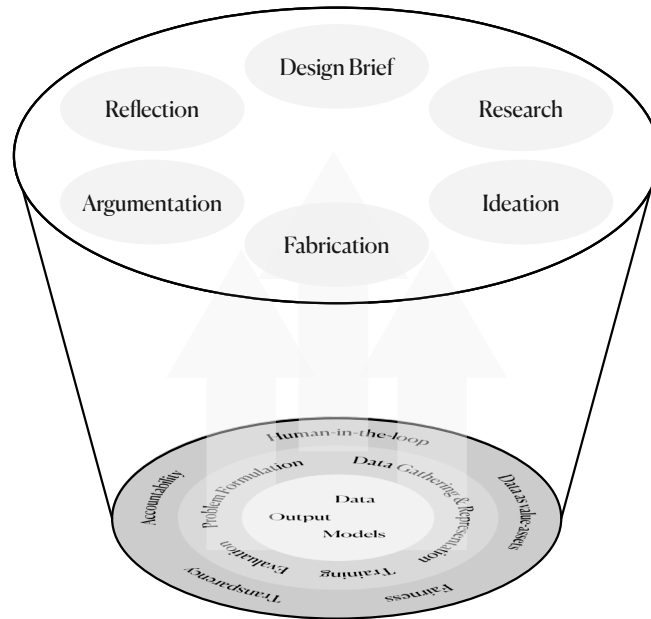 Design Brief
Reflection
Research
Argumentation
Ideation
Fabrication
Human-in-the-loop
Accountability
Data as value-assets
Transparency
Fairness
Problem Formulation
Data Gathering & Representation
Evaluation
Training
Data
Output
Models